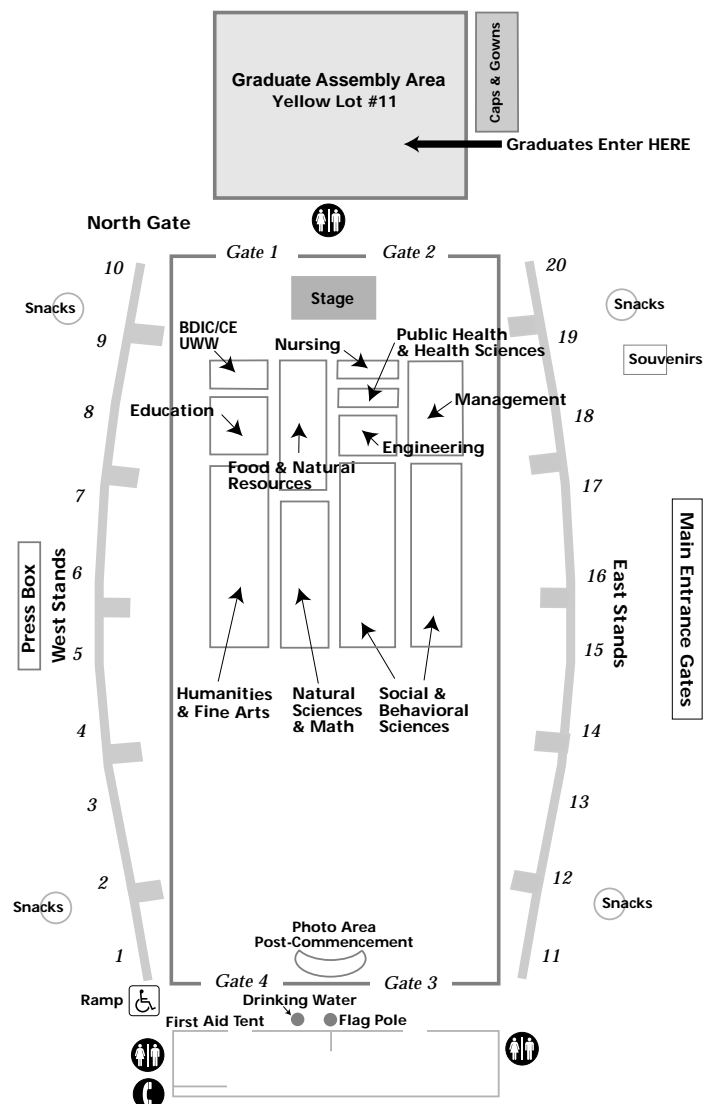 Graduate Assembly Area
Yellow Lot #11
Caps & Gowns
Graduates Enter HERE
North Gate
Gate 1
Gate 2
10
20
Snacks
Stage
Snacks
9
BDIC/CE
UWW
Nursing
Public Health
& Health Sciences
19
Souvenirs
8
Education
Management
18
Engineering
Food & Natural
Resources
7
17
Press Box
West Stands
6
16
East Stands
Main Entrance Gates
5
15
Humanities
& Fine Arts
Natural
Sciences
& Math
Social &
Behavioral
Sciences
4
14
3
13
2
12
Snacks
Snacks
Photo Area
Post-Commencement
1
11
Gate 4
Gate 3
Ramp
Drinking Water
First Aid Tent
Flag Pole